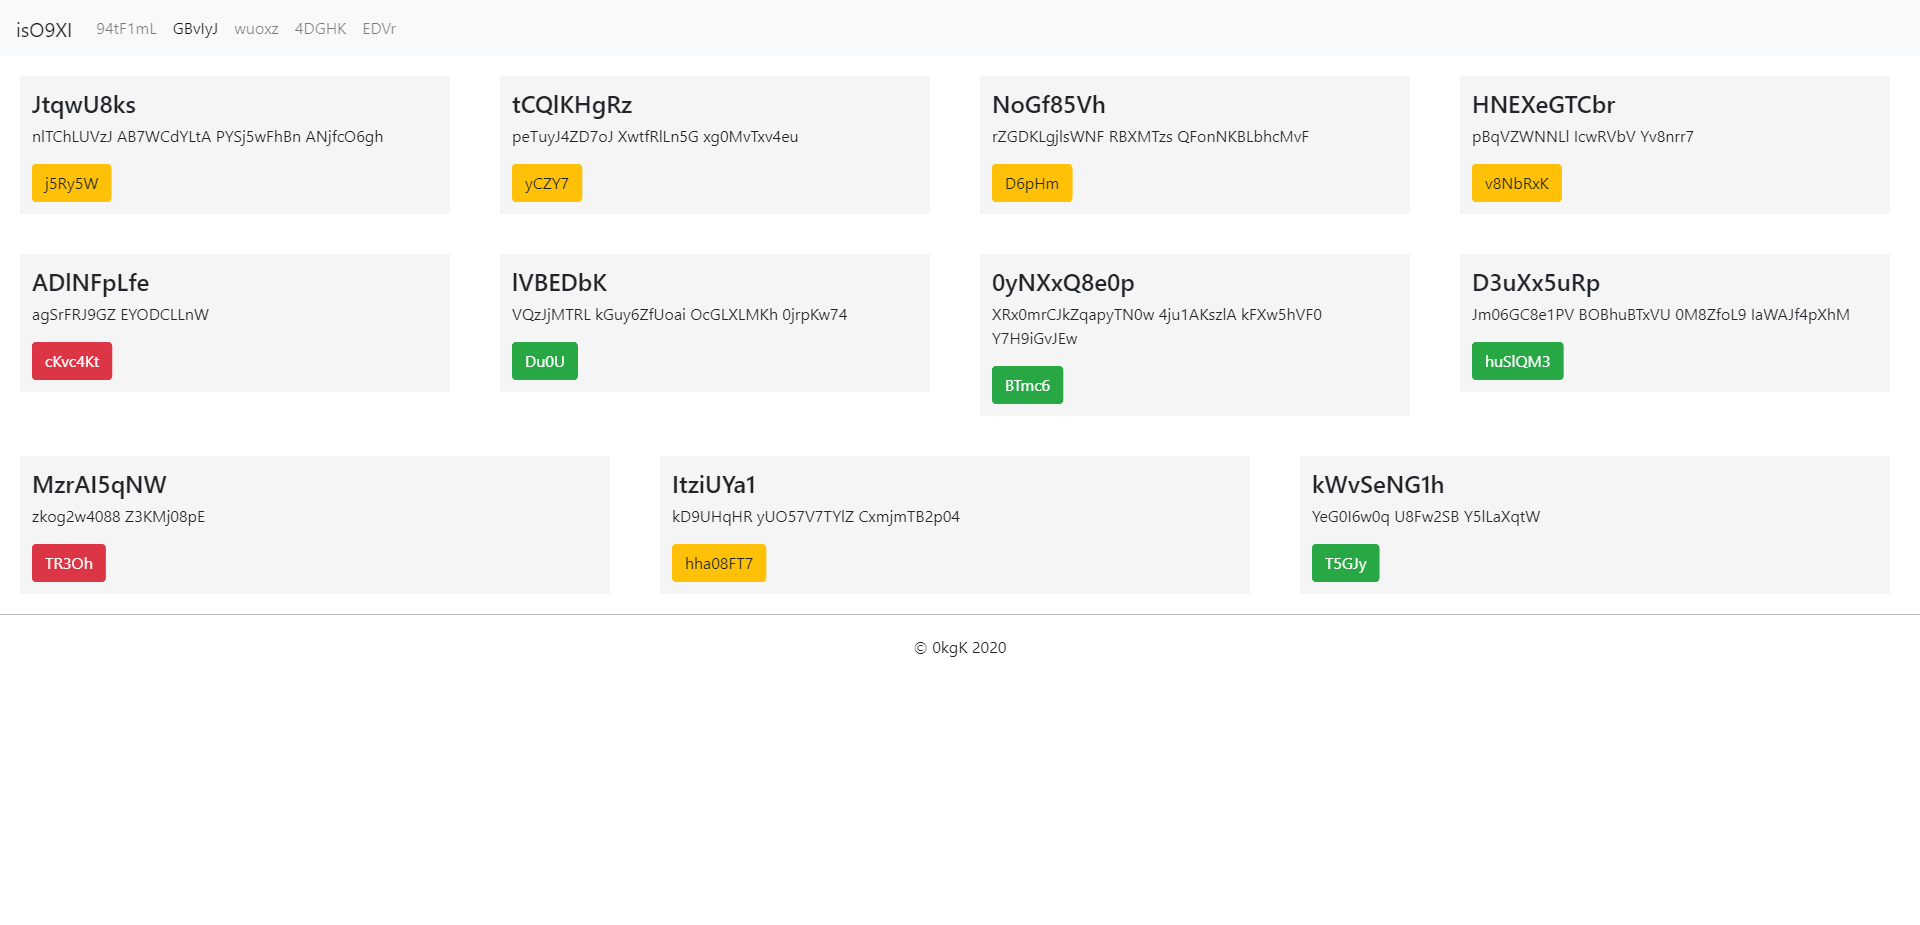 isO9XI 94tF1mL GBvIyJ wuoxz 4DGHK EDVr
JtqwU8ks
nlTChLUVzJ AB7WCdYLtA PYSj5wFhBn ANjfcO6gh
j5Ry5W
tCQlKHgRz
peTuyJ4ZD7oJ XwtfRlLn5G xg0MvTxv4eu
yCZY7
NoGf85Vh
rZGDKLgjlsWNF RBXMTzs QFonNKBLbhcMvF
D6pHm
HNEXeGTCbr
pBqVZWNNLl IcwRVbV Yv8nrr7
v8NbRxK
ADlNFpLfe
agSrFRJ9GZ EYODCLLnW
cKvc4Kt
lVBEDbK
VQzJjMTRL kGuy6ZfUoai OcGLXLMKh 0jrpKw74
Du0U
0yNXxQ8e0p
XRx0mrCJkZqapyTN0w 4ju1AKszlA kFXw5hVF0
Y7H9iGvJEw
BTmc6
D3uXx5uRp
Jm06GC8e1PV BOBhuBTxVU 0M8ZfoL9 IaWAJf4pXhM
huSlQM3
MzrAI5qNW
zkog2w4088 Z3KMj08pE
TR3Oh
ItziUYa1
kD9UHqHR yUO57V7TYlZ CxmjmTB2p04
hha08FT7
kWvSeNG1h
YeG0I6w0q U8Fw2SB Y5lLaXqtW
T5GJy
© 0kgK 2020